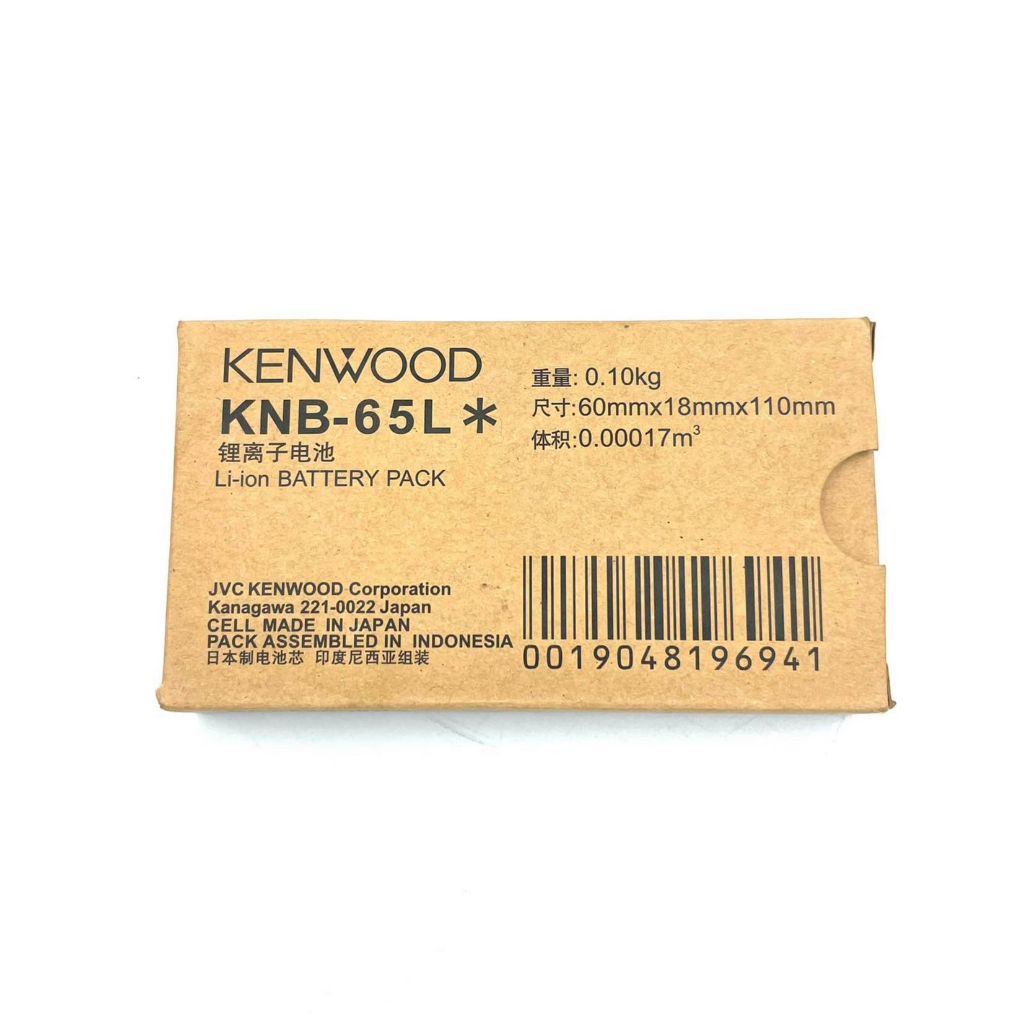 KENWOOD
KNB-65L＊
锂离子电池
Li-ion BATTERY PACK
重量: 0.10kg
尺寸:60mmx18mmx110mm
体积:0.00017m³
JVC KENWOOD Corporation
Kanagawa 221-0022 Japan
CELL MADE IN JAPAN
PACK ASSEMBLED IN INDONESIA
日本制电池芯 印度尼西亚组装
0019048196941